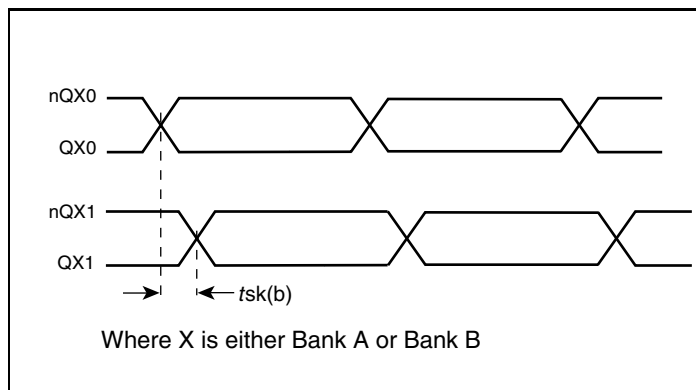 nQX0
QX0
nQX1
QX1
tsk(b)
Where X is either Bank A or Bank B